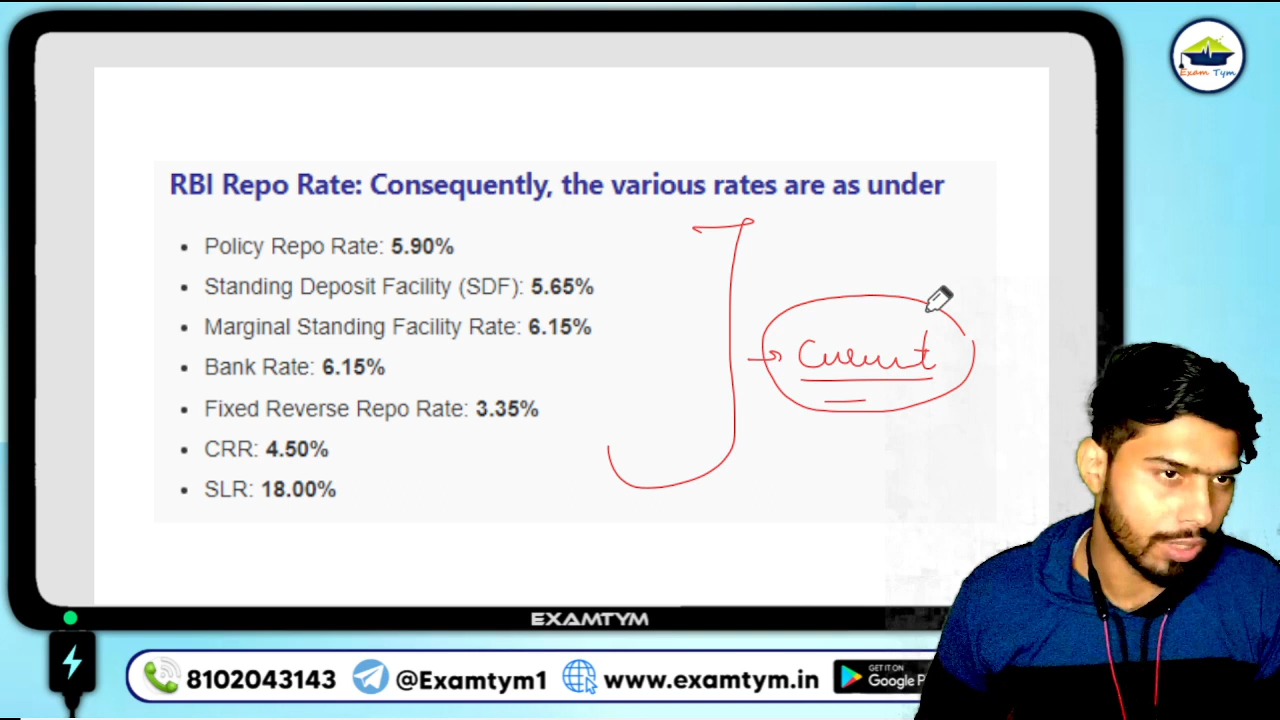 Exam Tym
RBI Repo Rate: Consequently, the various rates are as under
• Policy Repo Rate: 5.90%
• Standing Deposit Facility (SDF): 5.65%
• Marginal Standing Facility Rate: 6.15%
• Bank Rate: 6.15%
• Fixed Reverse Repo Rate: 3.35%
• CRR: 4.50%
• SLR: 18.00%
Current
EXAMTYM
8102043143 @Examtym1 www.examtym.in GET IT ON
Google P